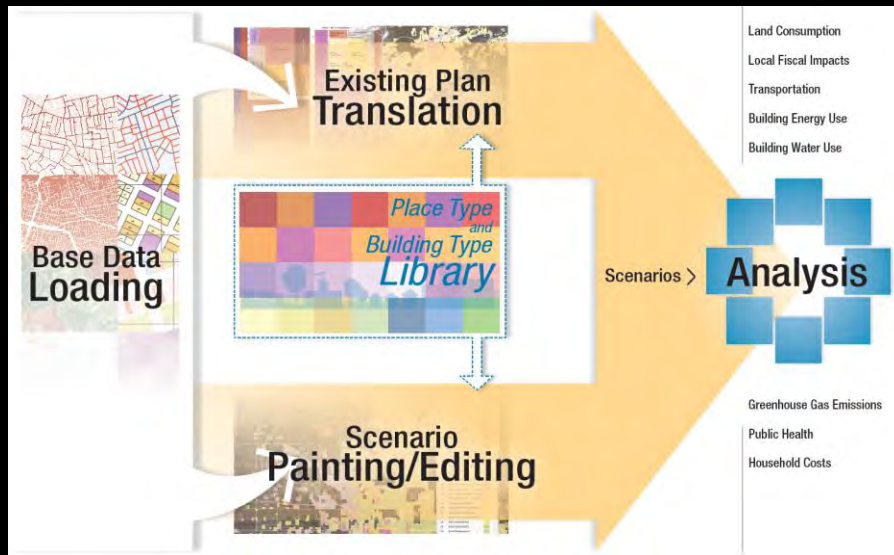 Base Data
Loading
Existing Plan
Translation
Place Type
and
Building Type
Library
Scenario
Painting/Editing
Scenarios >
Land Consumption
Local Fiscal Impacts
Transportation
Building Energy Use
Building Water Use
Analysis
Greenhouse Gas Emissions
Public Health
Household Costs